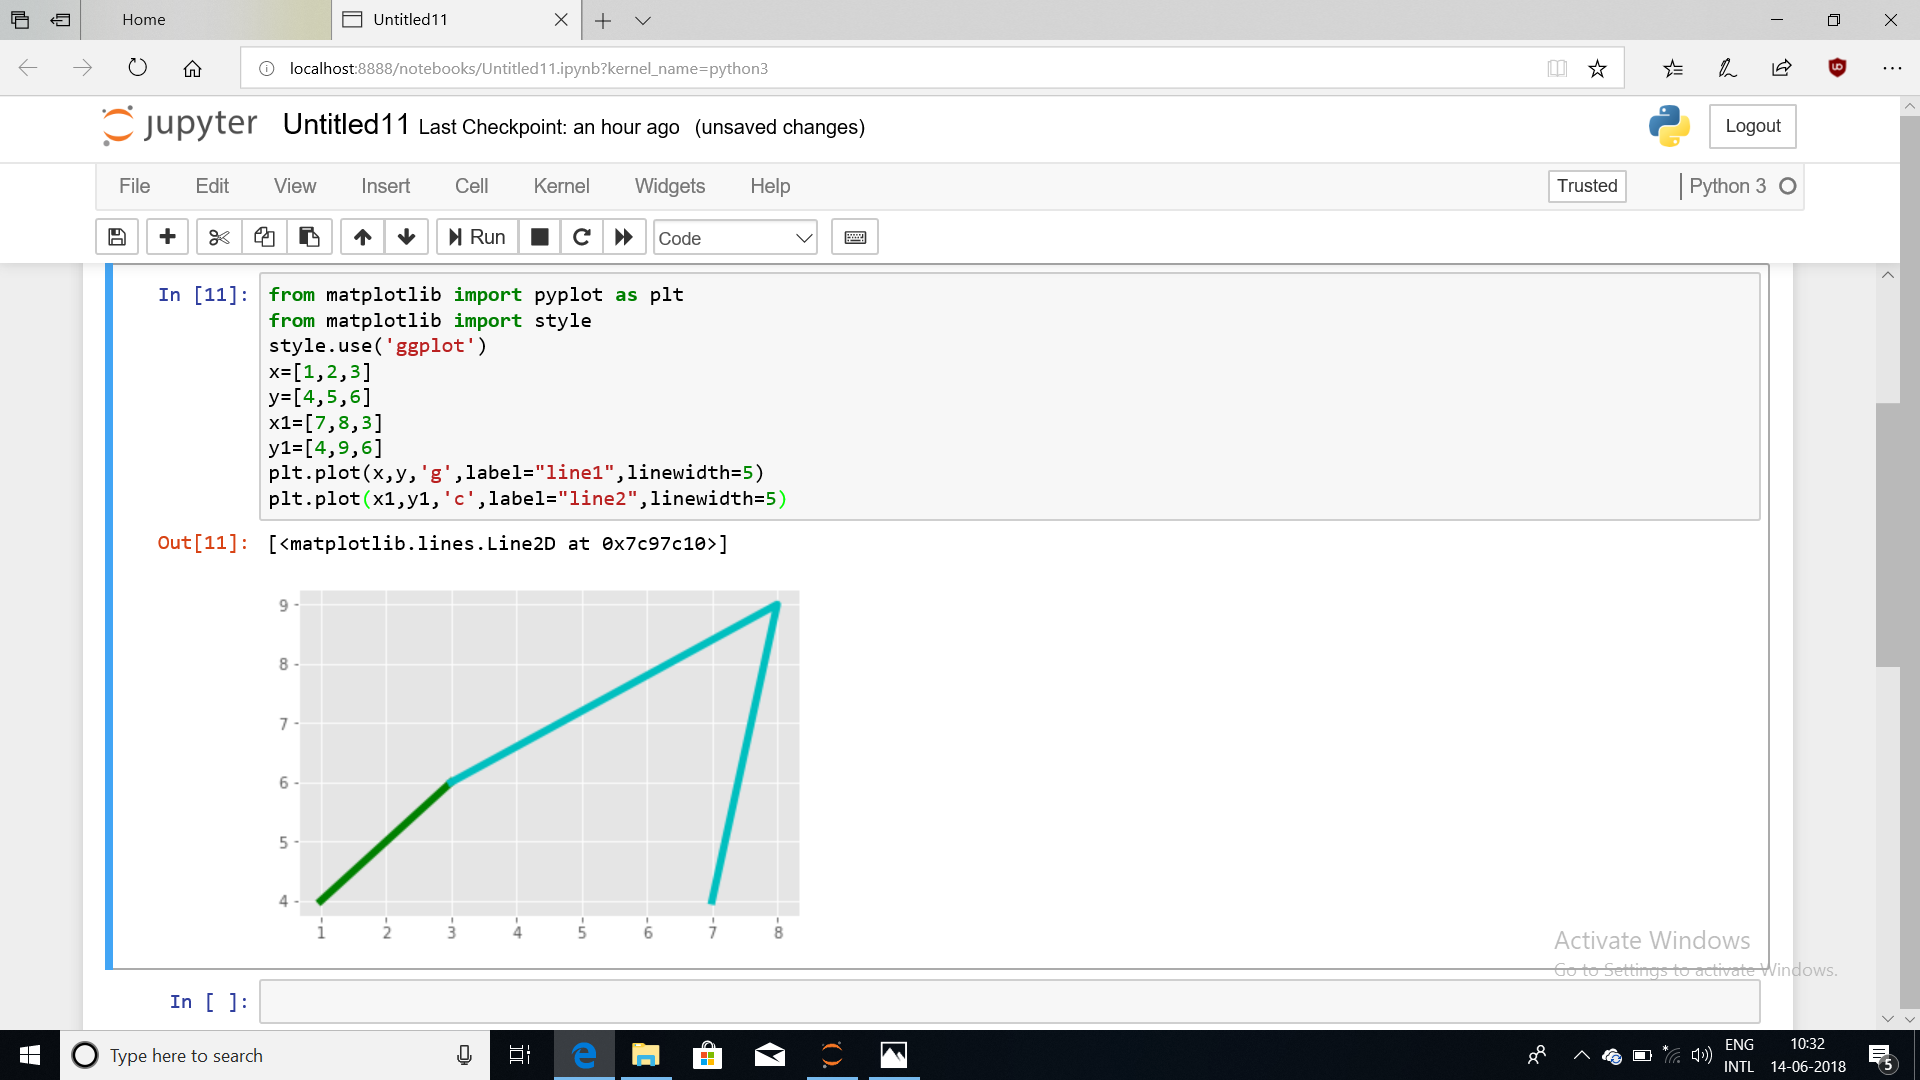 Home
Untitled11
localhost:8888/notebooks/Untitled11.ipynb?kernel_name=python3
jupyter Untitled11 Last Checkpoint: an hour ago (unsaved changes)
Logout
File Edit View Insert Cell Kernel Widgets Help
Trusted
Python 3
Run
Code
In [11]:
from matplotlib import pyplot as plt
from matplotlib import style
style.use('ggplot')
x=[1,2,3]
y=[4,5,6]
x1=[7,8,3]
y1=[4,9,6]
plt.plot(x,y,'g',label="line1",linewidth=5)
plt.plot(x1,y1,'c',label="line2",linewidth=5)
Out[11]: [<matplotlib.lines.Line2D at 0x7c97c10>]
9
8
7
6
5
4
1 2 3 4 5 6 7 8
Activate Windows
Go to Settings to activate Windows.
In [ ]:
Type here to search
ENG
INTL
10:32
14-06-2018
5